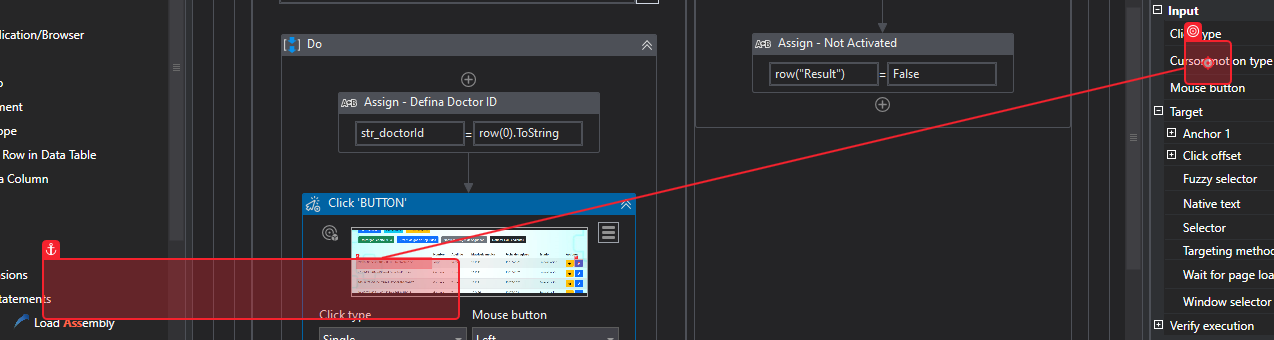 lication/Browser
ment
ope
Row in Data Table
a Column
sions
tatements
Load Assembly
Do
A=B Assign - Defina Doctor ID
str_doctorId = row(0).ToString
Click 'BUTTON'
Click type
Mouse button
Single
Left
A=B Assign - Not Activated
row("Result") = False
Input
Click type
Cursor motion type
Mouse button
Target
Anchor 1
Click offset
Fuzzy selector
Native text
Selector
Targeting method
Wait for page loa
Window selector
Verify execution